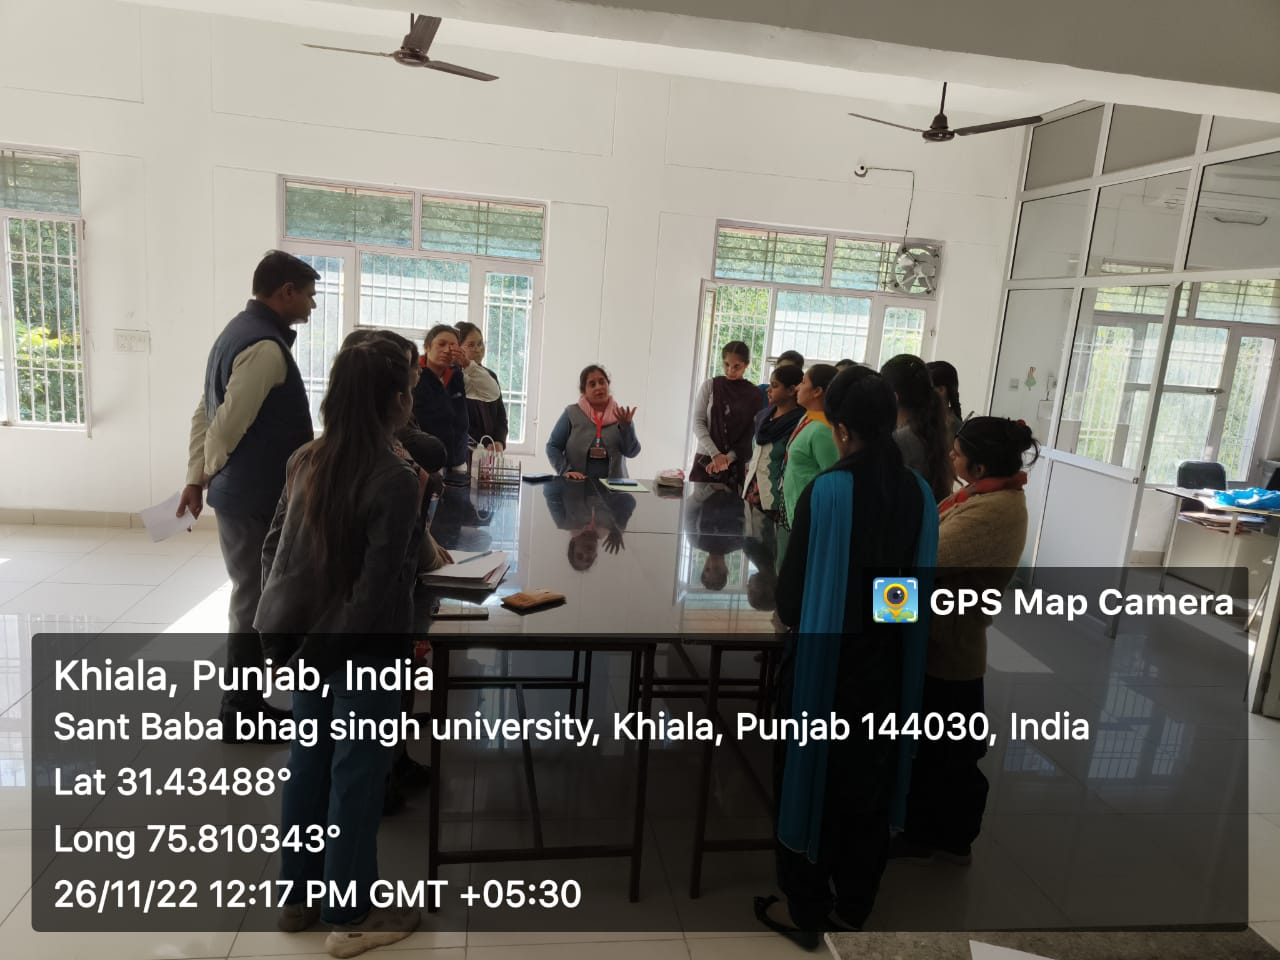 GPS Map Camera
Khiala, Punjab, India
Sant Baba bhag singh university, Khiala, Punjab 144030, India
Lat 31.43488°
Long 75.810343°
26/11/22 12:17 PM GMT +05:30